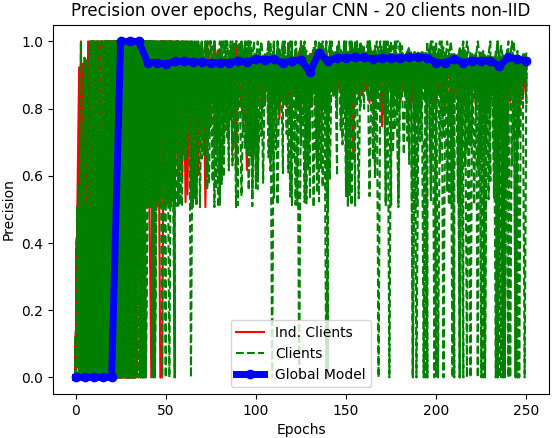 Precision over epochs, Regular CNN - 20 clients non-IID
1.0
0.8
0.6
0.4
0.2
0.0
Precision
Ind. Clients
Clients
Global Model
0 50 100 150 200 250
Epochs